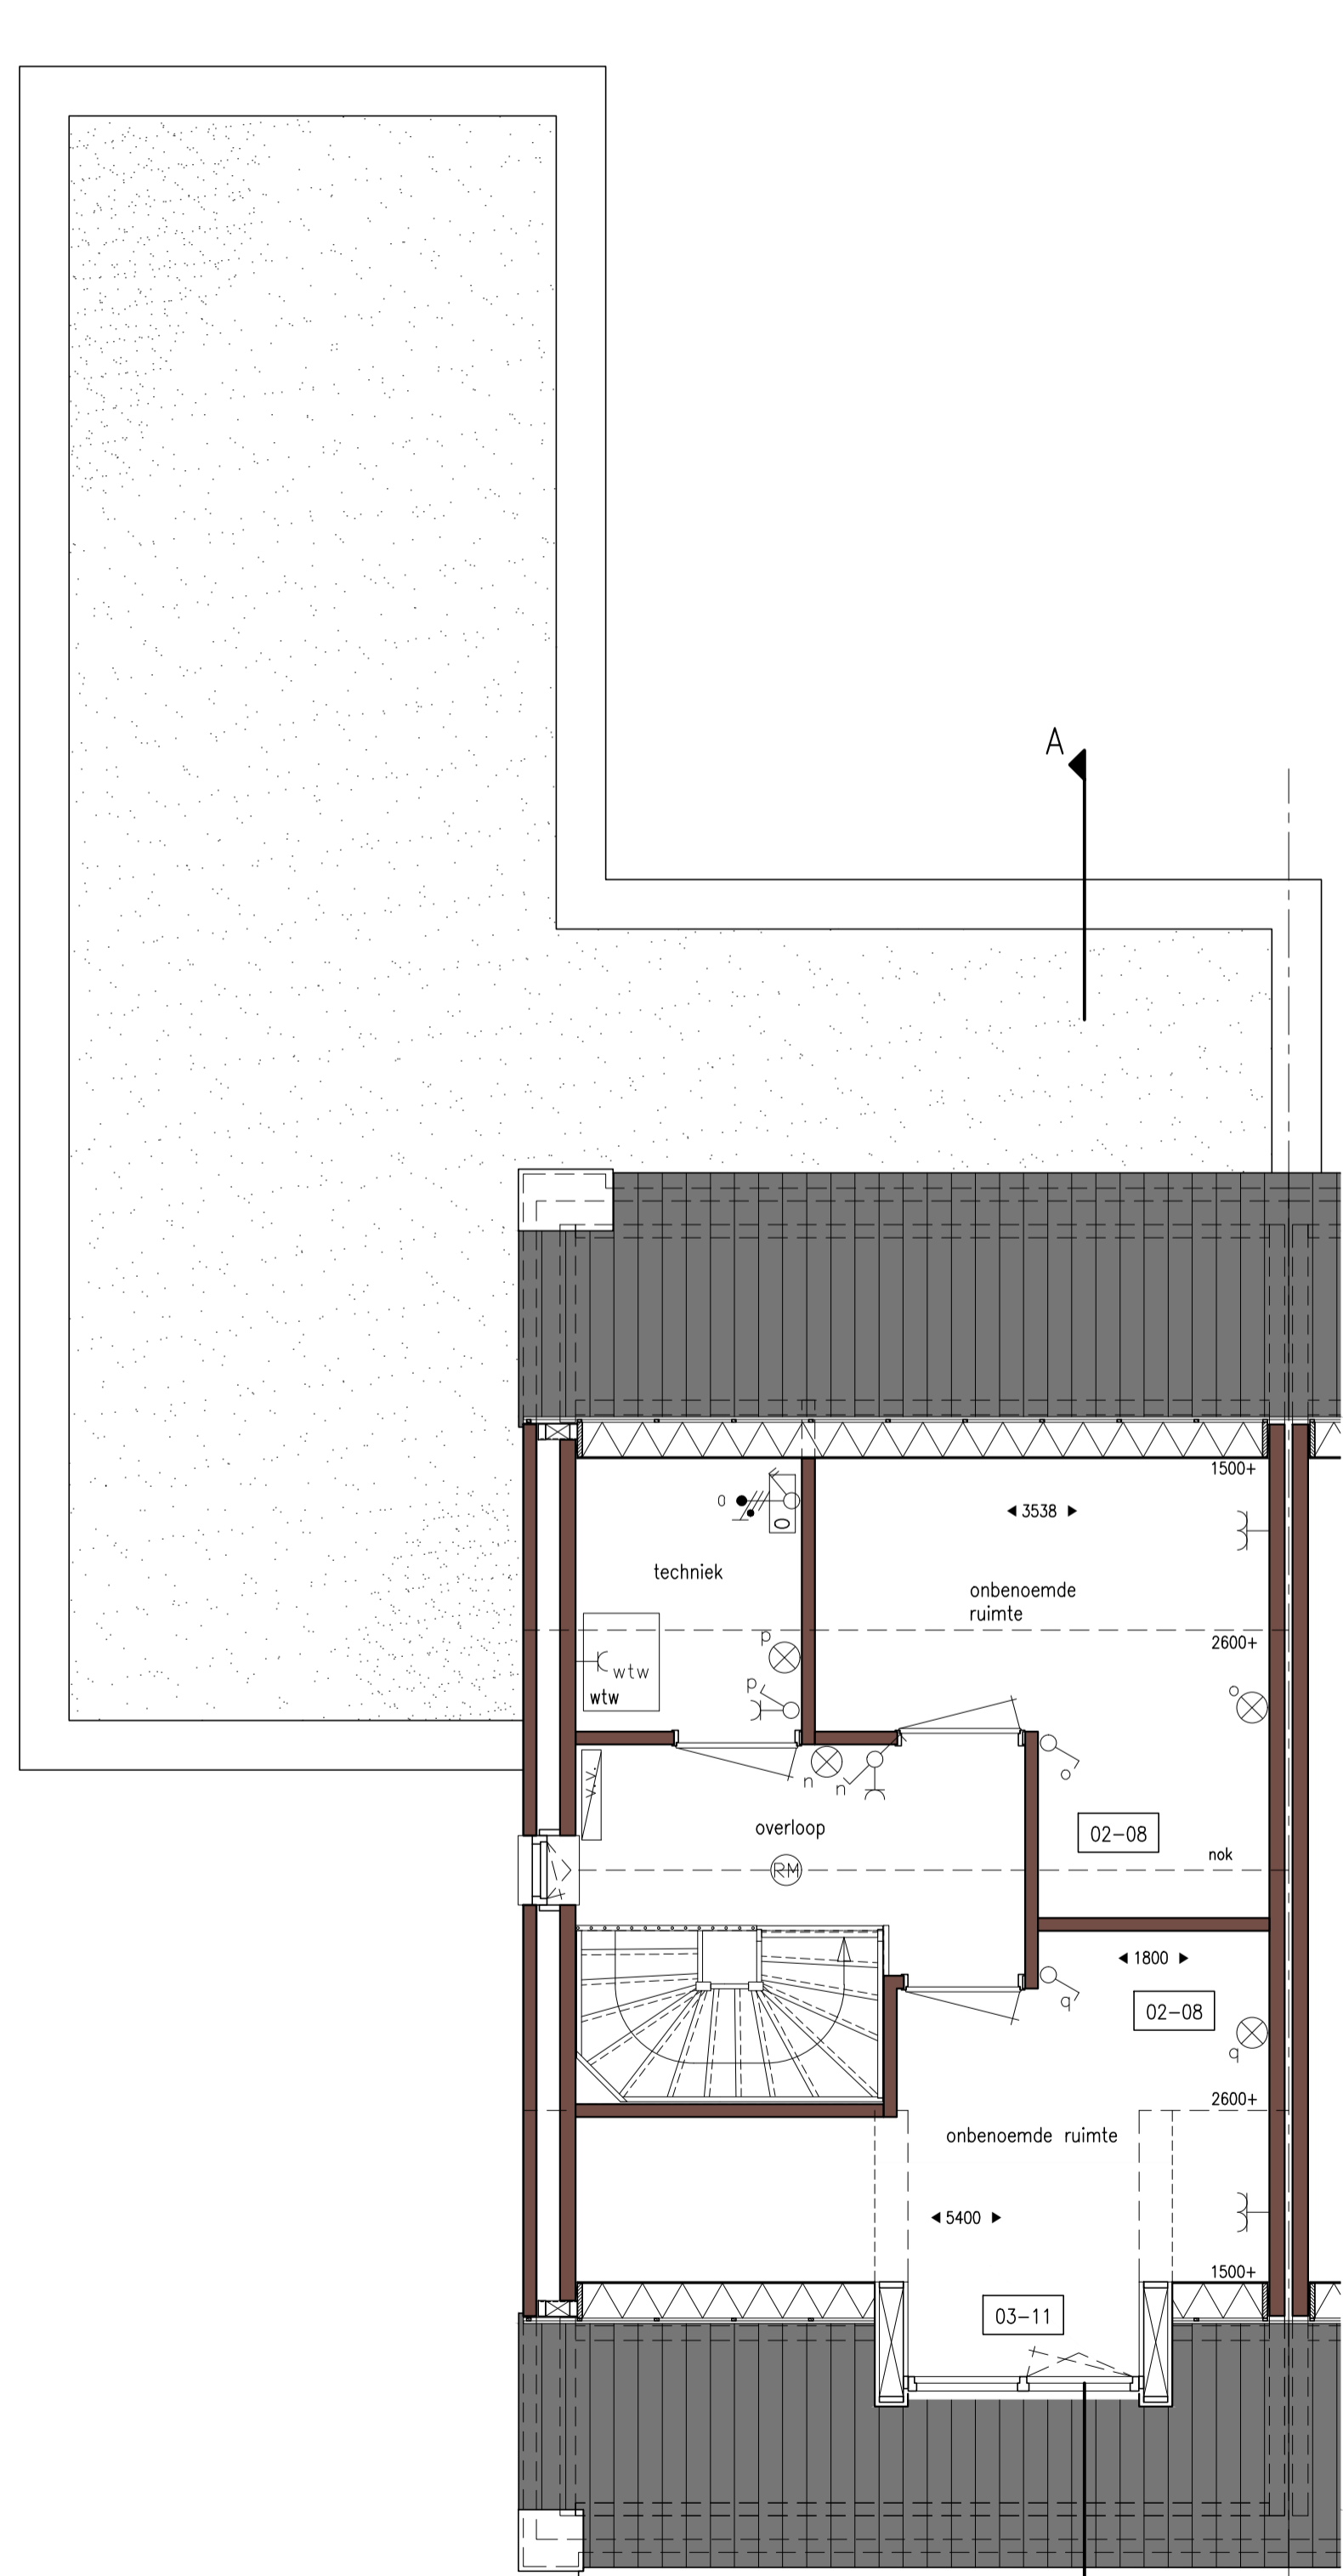 A
1500+
0
3538
techniek
onbenoemde
ruimte
p
2600+
wtw
wtw
p
o
n
n
o
v.v.
overloop
02-08
RM
nok
1800
q
02-08
q
2600+
onbenoemde ruimte
5400
1500+
03-11